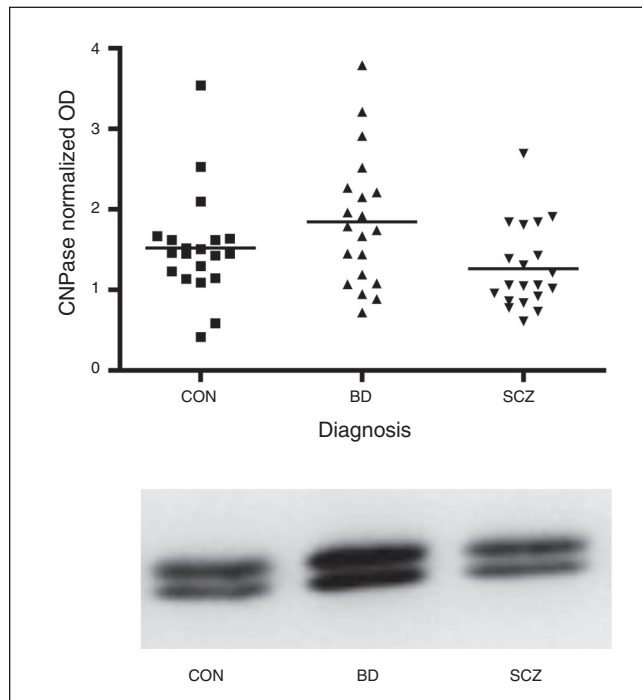 4
3
2
1
0
CNPase normalized OD
CON BD SCZ
Diagnosis
CON BD SCZ